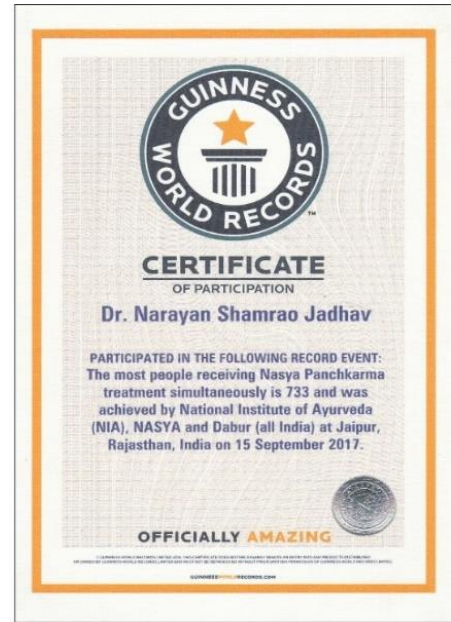 GUINNESS
WORLD RECORDS
TM
CERTIFICATE
OF PARTICIPATION
Dr. Narayan Shamrao Jadhav
PARTICIPATED IN THE FOLLOWING RECORD EVENT:
The most people receiving Nasya Panchkarma
treatment simultaneously is 733 and was
achieved by National Institute of Ayurveda
(NIA), NASYA and Dabur (all India) at Jaipur,
Rajasthan, India on 15 September 2017.
OFFICIALLY AMAZING
GUINNESSWORLDRECORDS.COM